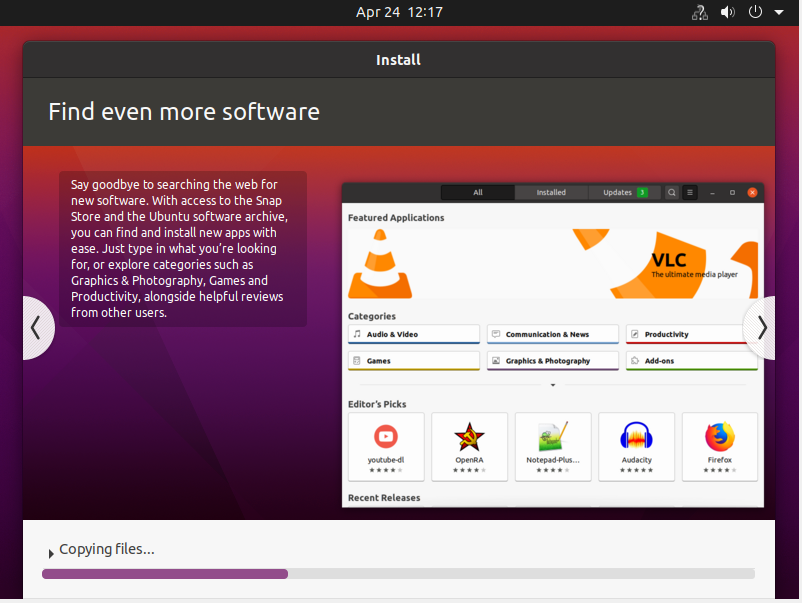 Apr 24 12:17
Install
Find even more software
Say goodbye to searching the web for
new software. With access to the Snap
Store and the Ubuntu software archive,
you can find and install new apps with
ease. Just type in what you're looking
for, or explore categories such as
Graphics & Photography, Games and
Productivity, alongside helpful reviews
from other users.
All Installed Updates 3
Featured Applications
VLC
The ultimate media player
Categories
Audio & Video Communication & News Productivity
Games Graphics & Photography Add-ons
Editor's Picks
youtube-dl OpenRA Notepad-Plus... Audacity Firefox
Recent Releases
Copying files...